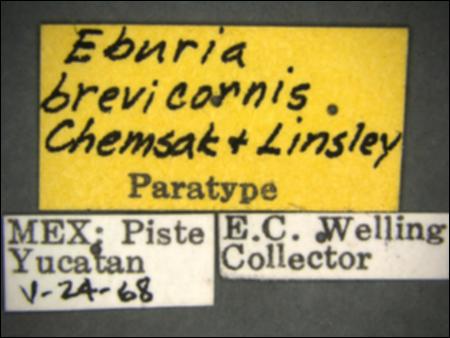 Eburia
brevicornis.
Chemsak + Linsley
Paratype
MEX: Piste
Yucatan
V-24-68
E.C. Welling
Collector